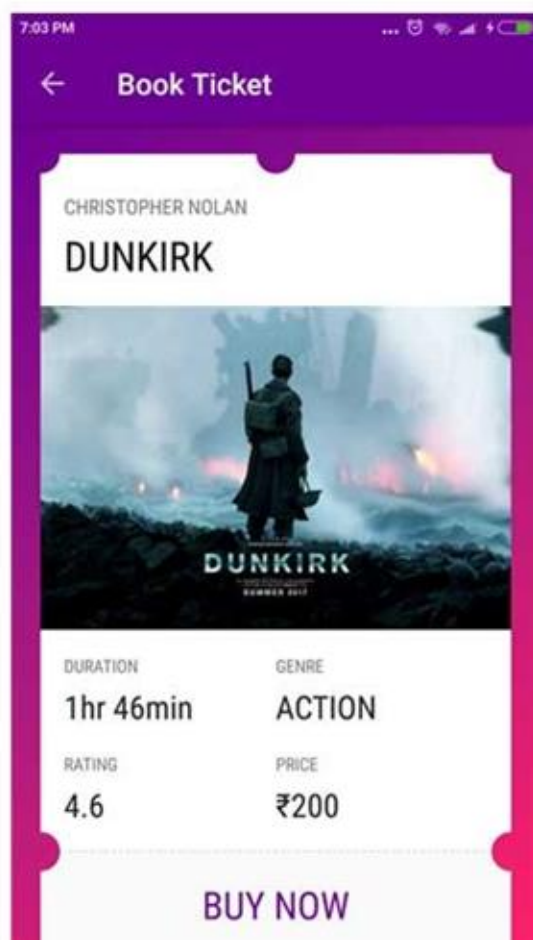 7:03 PM
Book Ticket
CHRISTOPHER NOLAN
DUNKIRK
DUNKIRK
SUMMER 2017
DURATION GENRE
1hr 46min ACTION
RATING PRICE
4.6 ₹200
BUY NOW